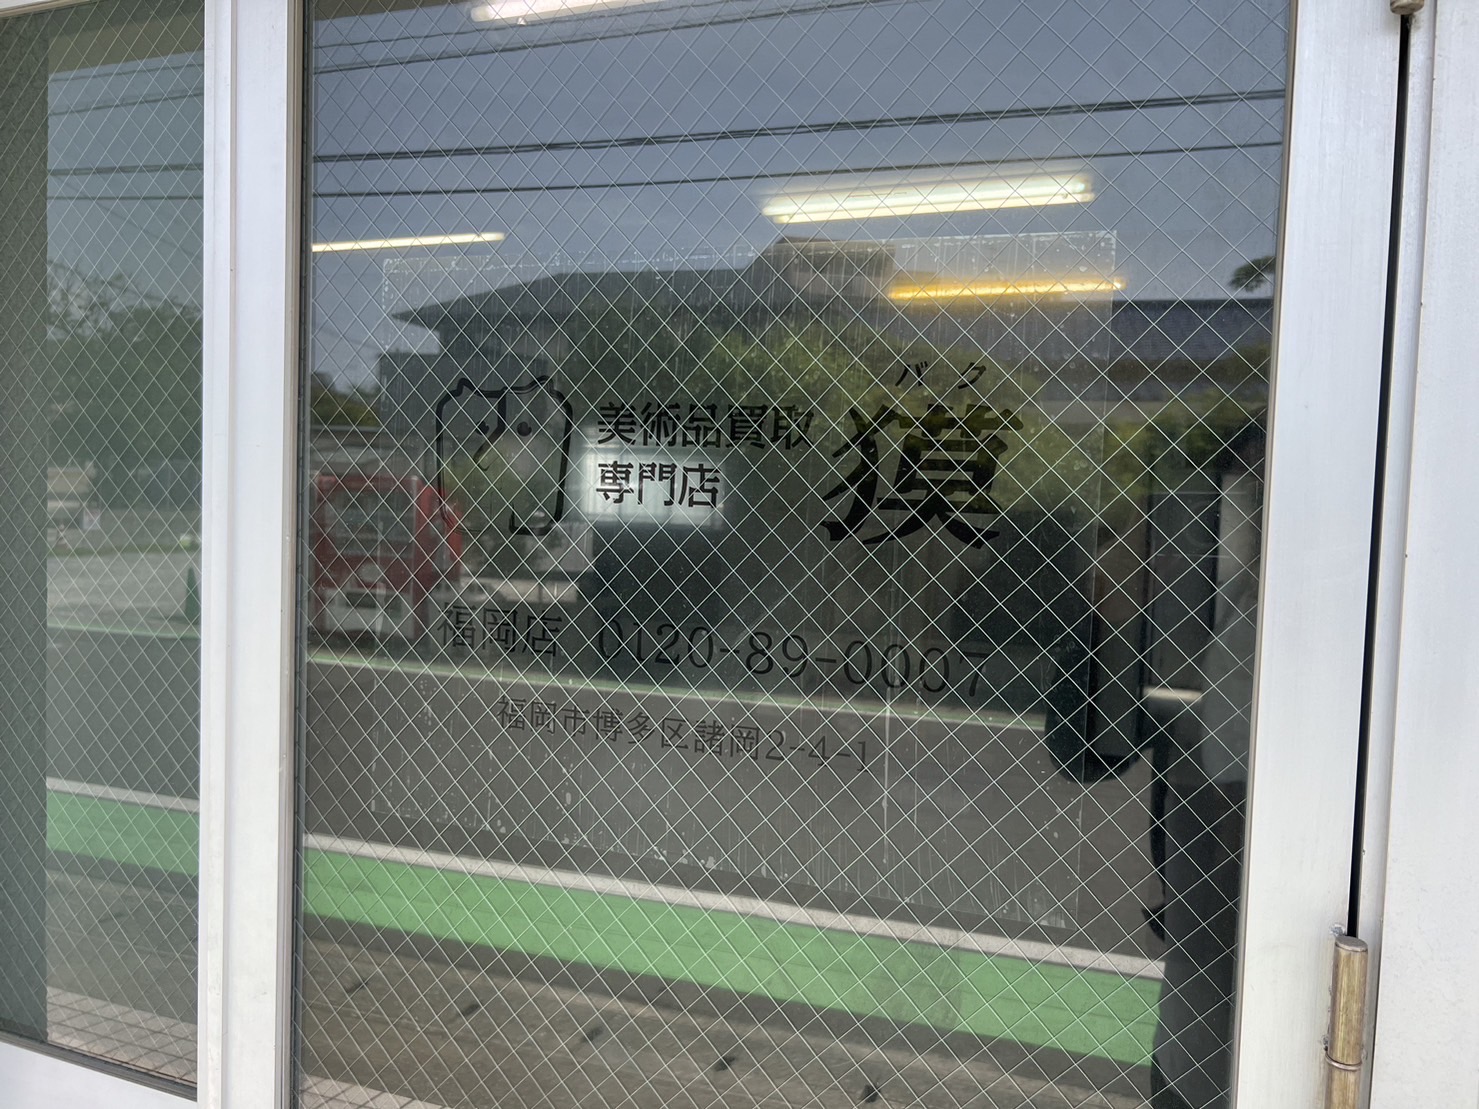 美術品買取
専門店
バク
獏
福岡店 0120-89-0007
福岡市博多区諸岡2-4-1